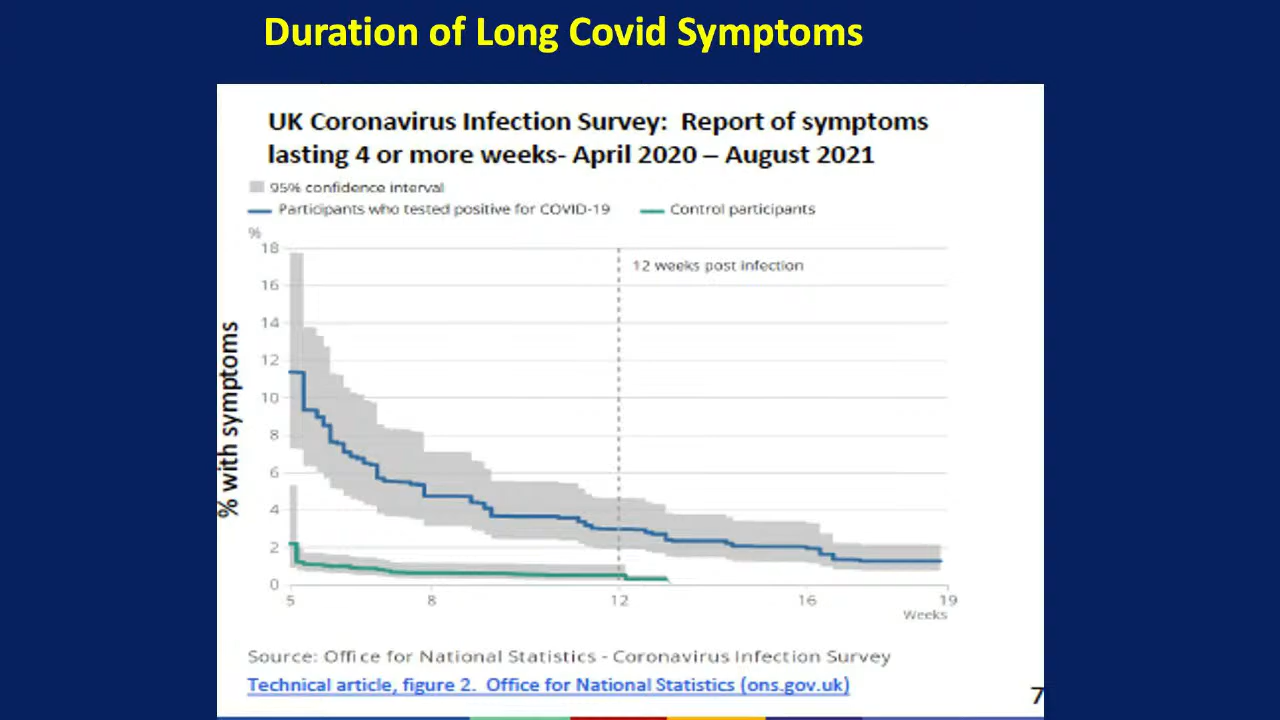 Duration of Long Covid Symptoms
UK Coronavirus Infection Survey: Report of symptoms
lasting 4 or more weeks- April 2020 – August 2021
95% confidence interval
Participants who tested positive for COVID-19 Control participants
%
18
12 weeks post infection
16
14
12
10
8
6
4
2
0
% with symptoms
5 8 12 16 19
Weeks
Source: Office for National Statistics - Coronavirus Infection Survey
Technical article, figure 2. Office for National Statistics (ons.gov.uk)
7